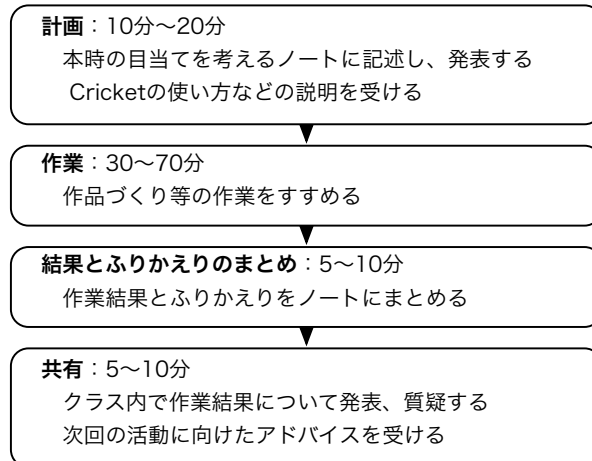 計画：10分〜20分
本時の目当てを考えるノートに記述し、発表する
Cricketの使い方などの説明を受ける
作業：30〜70分
作品づくり等の作業をすすめる
結果とふりかえりのまとめ：5〜10分
作業結果とふりかえりをノートにまとめる
共有：5〜10分
クラス内で作業結果について発表、質疑する
次回の活動に向けたアドバイスを受ける